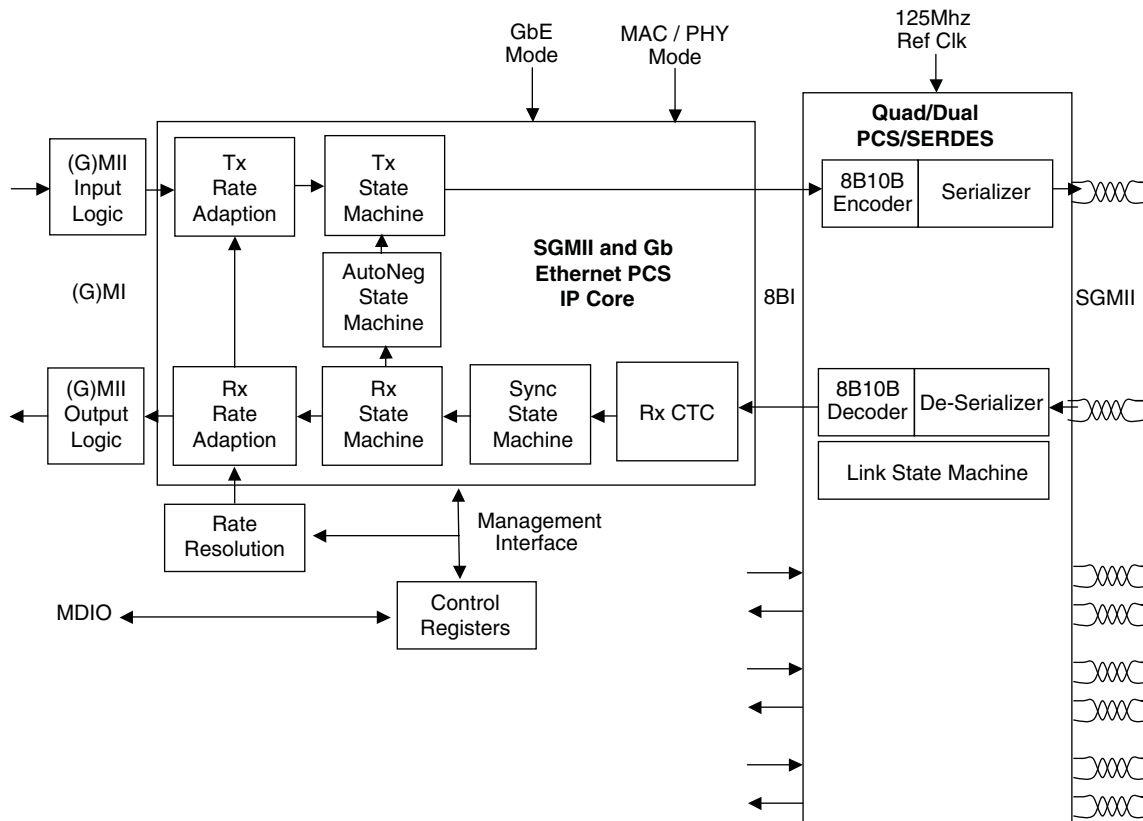 GbE
Mode
MAC / PHY
Mode
125Mhz
Ref Clk
(G)MII
Input
Logic
Tx
Rate
Adaption
Tx
State
Machine
Quad/Dual
PCS/SERDES
8B10B
Encoder
Serializer
(G)MI
AutoNeg
State
Machine
SGMII and Gb
Ethernet PCS
IP Core
8BI
SGMII
(G)MII
Output
Logic
Rx
Rate
Adaption
Rx
State
Machine
Sync
State
Machine
Rx CTC
8B10B
Decoder
De-Serializer
Link State Machine
Rate
Resolution
Management
Interface
MDIO
Control
Registers